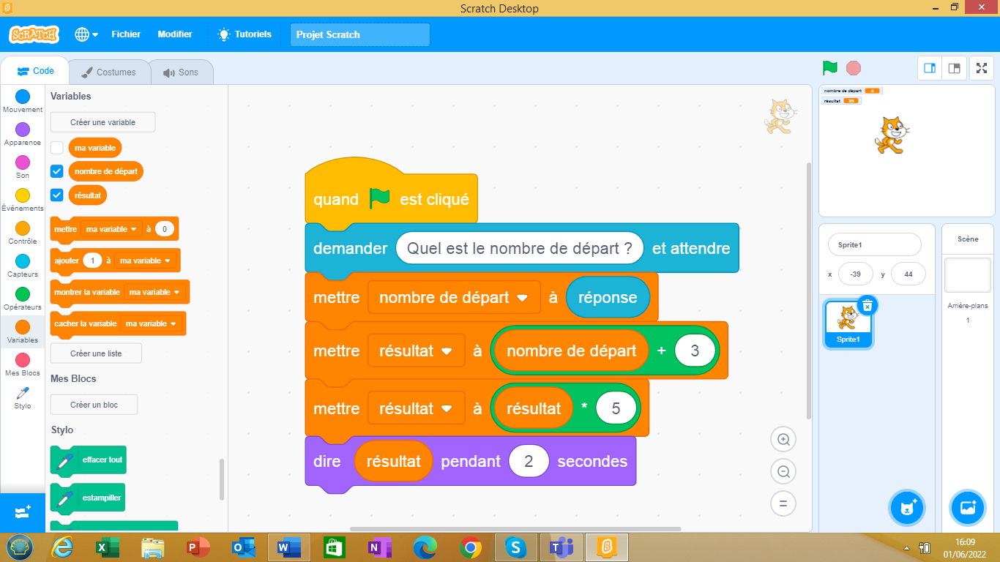 Scratch Desktop
SCRATCH
Fichier
Modifier
Tutoriels
Projet Scratch
Code
Costumes
Sons
Mouvement
Apparence
Son
Événements
Contrôle
Capteurs
Opérateurs
Variables
Mes Blocs
Stylo
Variables
Créer une variable
ma variable
nombre de départ
résultat
mettre ma variable à 0
ajouter 1 à ma variable
montrer la variable ma variable
cacher la variable ma variable
Créer une liste
Mes Blocs
Créer un bloc
Stylo
effacer tout
estampiller
quand est cliqué
demander Quel est le nombre de départ ? et attendre
mettre nombre de départ à réponse
mettre résultat à nombre de départ + 3
mettre résultat à résultat * 5
dire résultat pendant 2 secondes
nombre de départ 4
résultat 35
Sprite1
x -39 y 44
Sprite1
Scène
Arrière-plans
1
16:09
01/06/2022